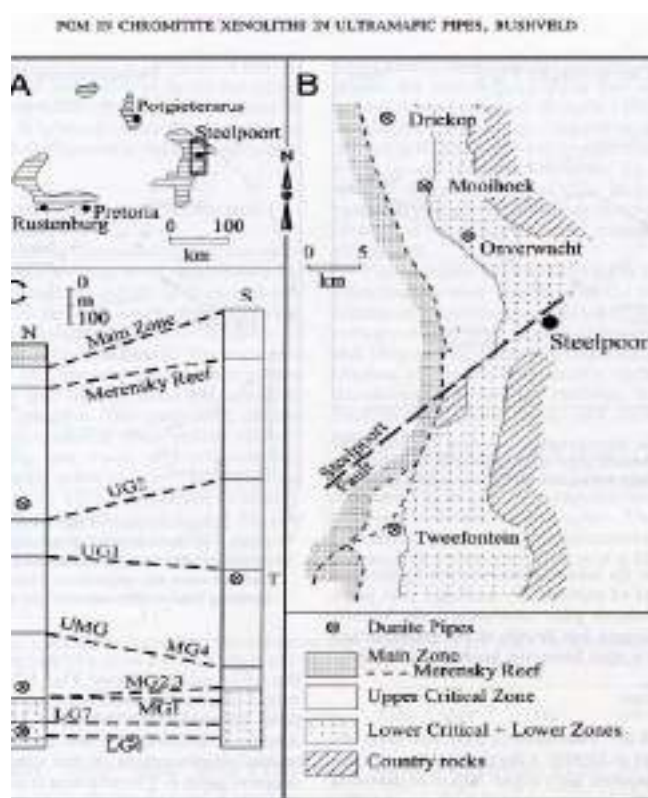 PGM IN CHROMITITE XENOLITHS IN ULTRAMAFIC PIPES, BUSHVELD
A
Potgietersrus
Steelpoort
N
Pretoria
Rustenburg
0 100
km
B
Driekop
Mooihoek
Onverwacht
0 5
km
Steelpoort
Steelpoort
Fault
Tweefontein
0
m
100
N
S
Main Zone
Merensky Reef
UG2
UG1
T
UMG
MG4
MG2,3
MG1
LG7
LG6
Dunite Pipes
Main Zone
Merensky Reef
Upper Critical Zone
Lower Critical + Lower Zones
Country rocks